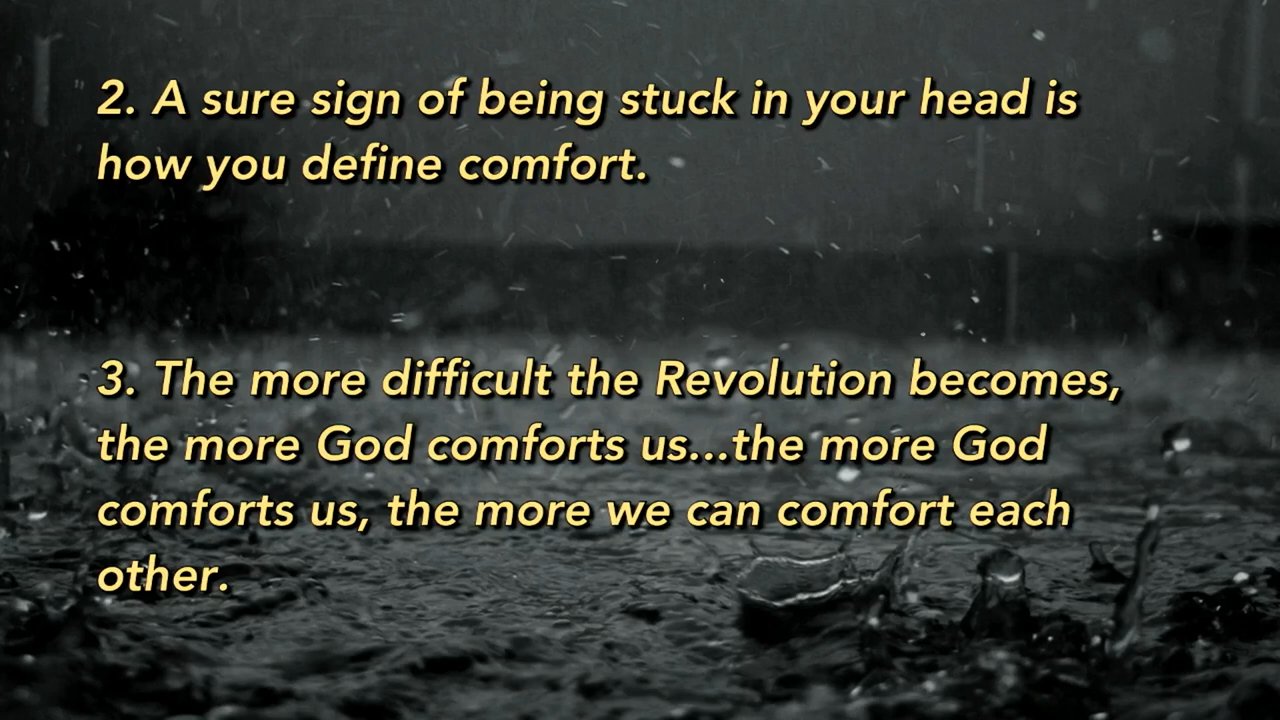 2. A sure sign of being stuck in your head is
how you define comfort.
3. The more difficult the Revolution becomes,
the more God comforts us...the more God
comforts us, the more we can comfort each
other.